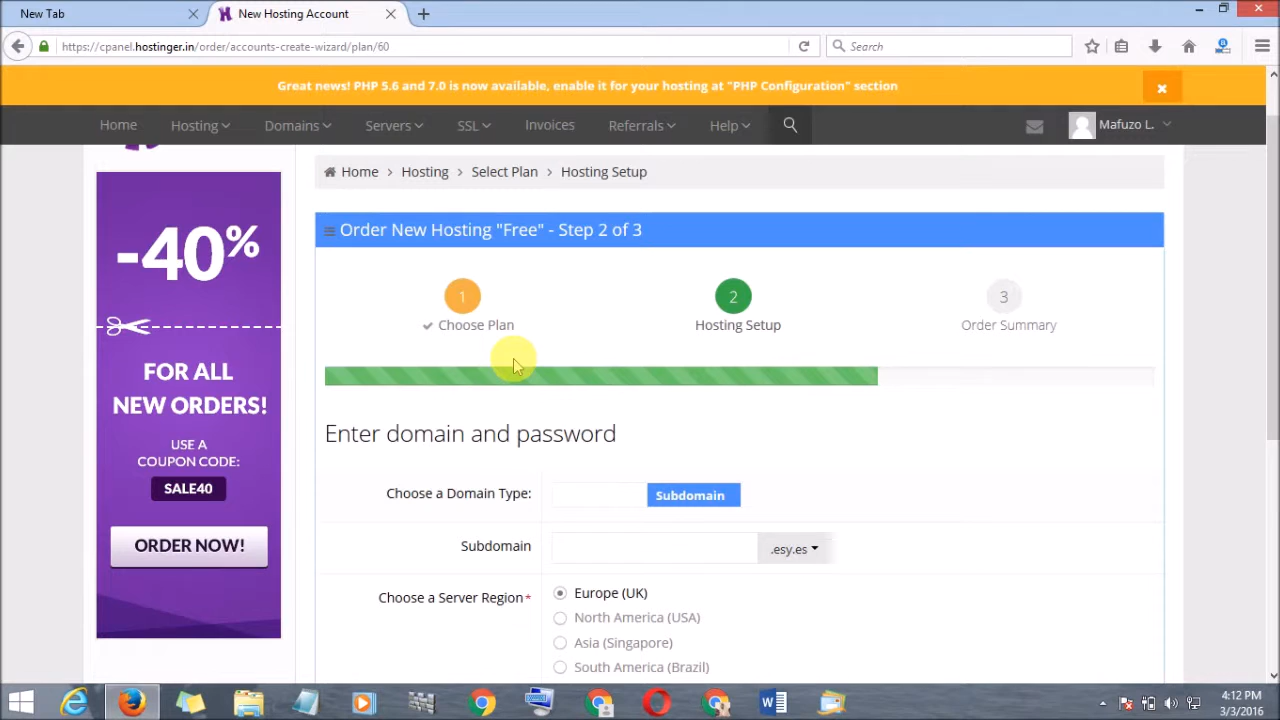 New Tab
New Hosting Account
https://cpanel.hostinger.in/order/accounts-create-wizard/plan/60
Search
Great news! PHP 5.6 and 7.0 is now available, enable it for your hosting at "PHP Configuration" section
Home Hosting Domains Servers SSL Invoices Referrals Help Mafuzo L.
Home > Hosting > Select Plan > Hosting Setup
-40%
FOR ALL
NEW ORDERS!
USE A
COUPON CODE:
SALE40
ORDER NOW!
Order New Hosting "Free" - Step 2 of 3
1 2 3
Choose Plan Hosting Setup Order Summary
Enter domain and password
Choose a Domain Type: Subdomain
Subdomain .esy.es
Choose a Server Region* Europe (UK)
North America (USA)
Asia (Singapore)
South America (Brazil)
4:12 PM
3/3/2016